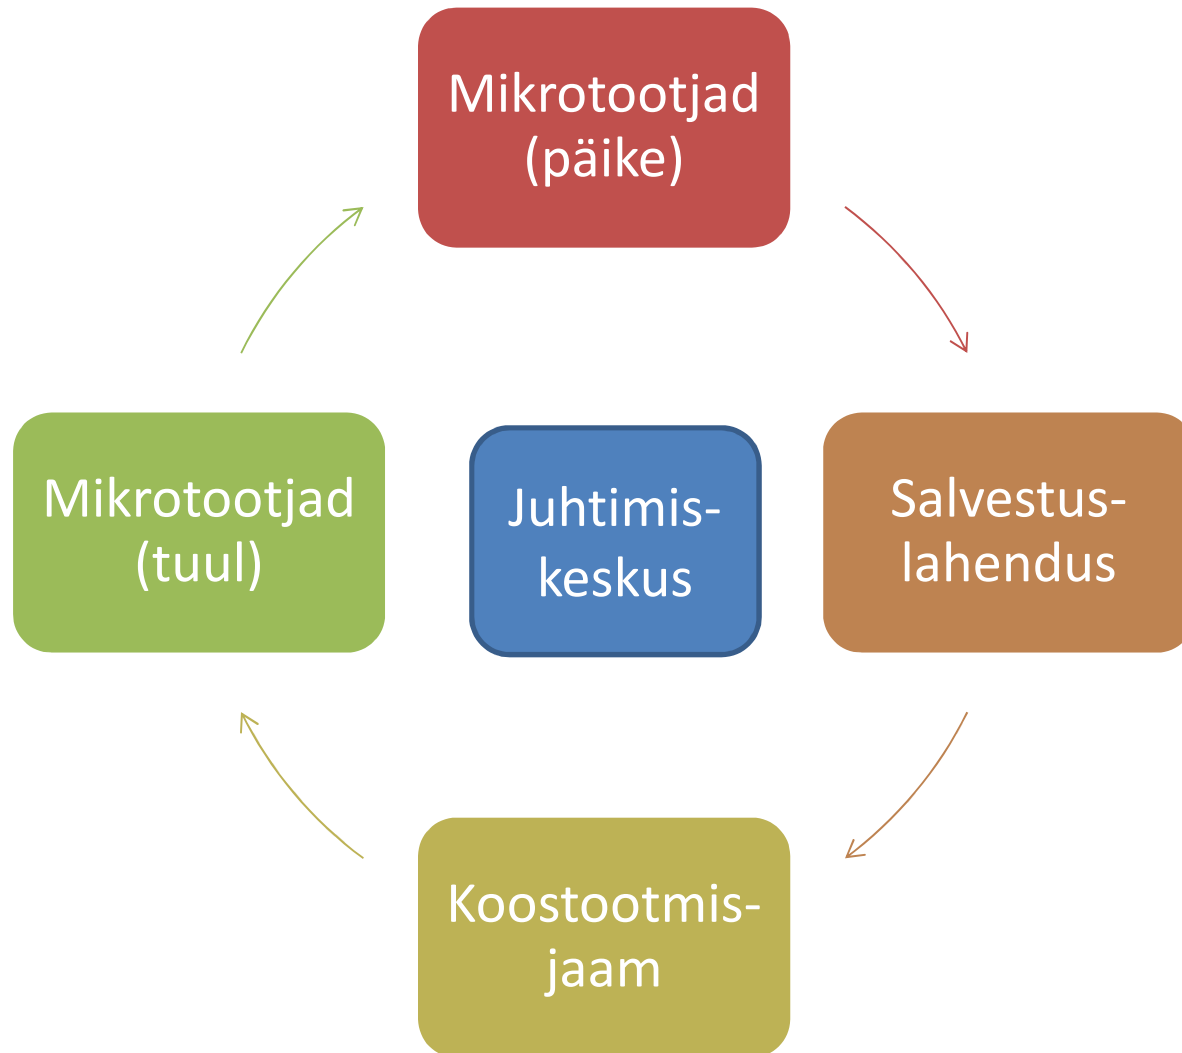 Mikrotootjad
(päike)
Mikrotootjad
(tuul)
Juhtimis-
keskus
Salvestus-
lahendus
Koostootmis-
jaam